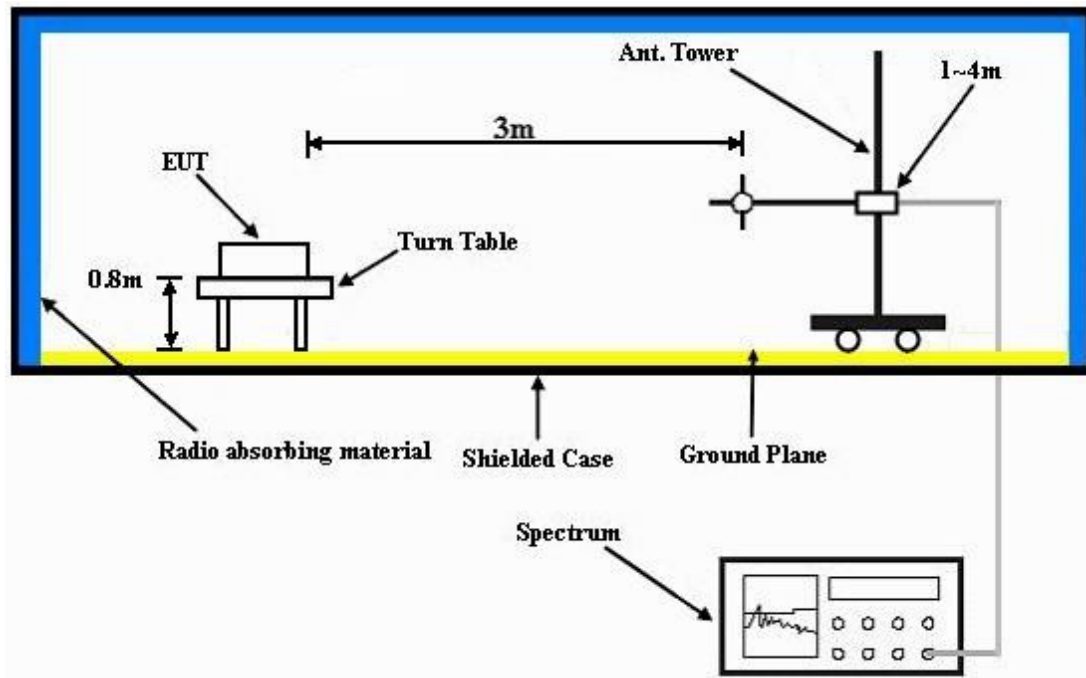 Ant. Tower
1~4m
3m
EUT
Turn Table
0.8m
Radio absorbing material
Shielded Case
Ground Plane
Spectrum